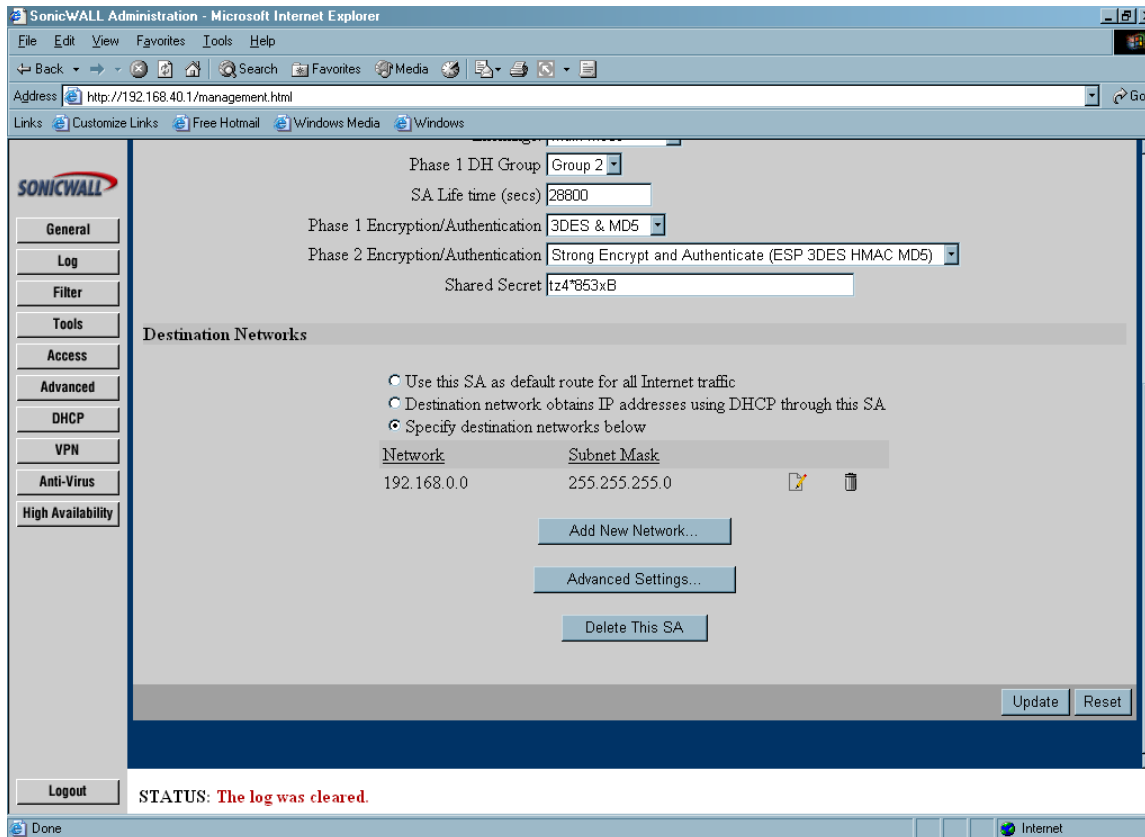 SonicWALL Administration - Microsoft Internet Explorer
File Edit View Favorites Tools Help
Back Search Favorites Media
Address http://192.168.40.1/management.html Go
Links Customize Links Free Hotmail Windows Media Windows
SONICWALL
General
Log
Filter
Tools
Access
Advanced
DHCP
VPN
Anti-Virus
High Availability
Logout
Phase 1 DH Group Group 2
SA Life time (secs) 28800
Phase 1 Encryption/Authentication 3DES & MD5
Phase 2 Encryption/Authentication Strong Encrypt and Authenticate (ESP 3DES HMAC MD5)
Shared Secret tz4*853xB
Destination Networks
Use this SA as default route for all Internet traffic
Destination network obtains IP addresses using DHCP through this SA
Specify destination networks below
Network Subnet Mask
192.168.0.0 255.255.255.0
Add New Network...
Advanced Settings...
Delete This SA
Update Reset
STATUS: The log was cleared.
Done Internet